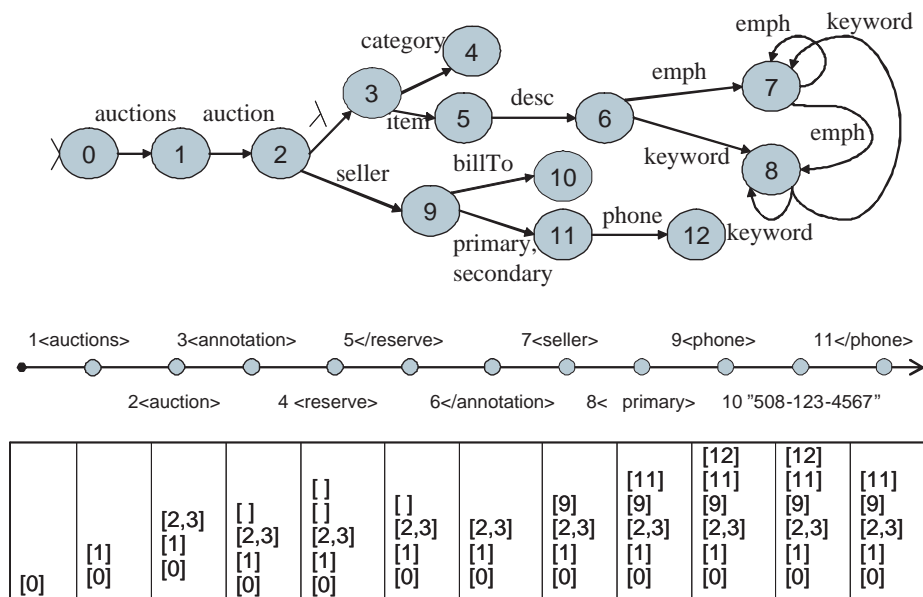 emph keyword
category
4
emph 7
3
auctions auction λ item 5 desc 6 emph
0 1 2 keyword 8
seller billTo 10
9 phone keyword
primary, 11 12
secondary
1<auctions> 3<annotation> 5</reserve> 7<seller> 9<phone> 11</phone>
2<auction> 4 <reserve> 6</annotation> 8< primary> 10 "508-123-4567"
[12] [12]
[ ] [11] [11] [11] [11]
[2,3] [ ] [ ] [ ] [9] [9] [9] [9] [9]
[1] [2,3] [2,3] [2,3] [2,3] [2,3] [2,3] [2,3] [2,3] [2,3]
[1] [1] [1] [1] [1] [1] [1] [1] [1] [1]
[0] [0] [0] [0] [0] [0] [0] [0] [0] [0] [0] [0]